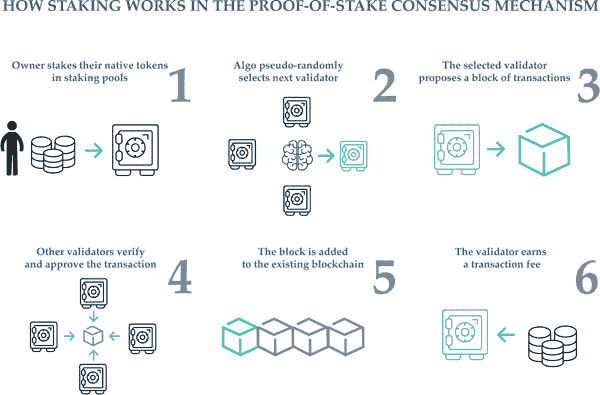 HOW STAKING WORKS IN THE PROOF-OF-STAKE CONSENSUS MECHANISM
Owner stakes their native tokens
in staking pools
1
Algo pseudo-randomly
selects next validator
2
The selected validator
proposes a block of transactions
3
Other validators verify
and approve the transaction
4
The block is added
to the existing blockchain
5
The validator earns
a transaction fee
6